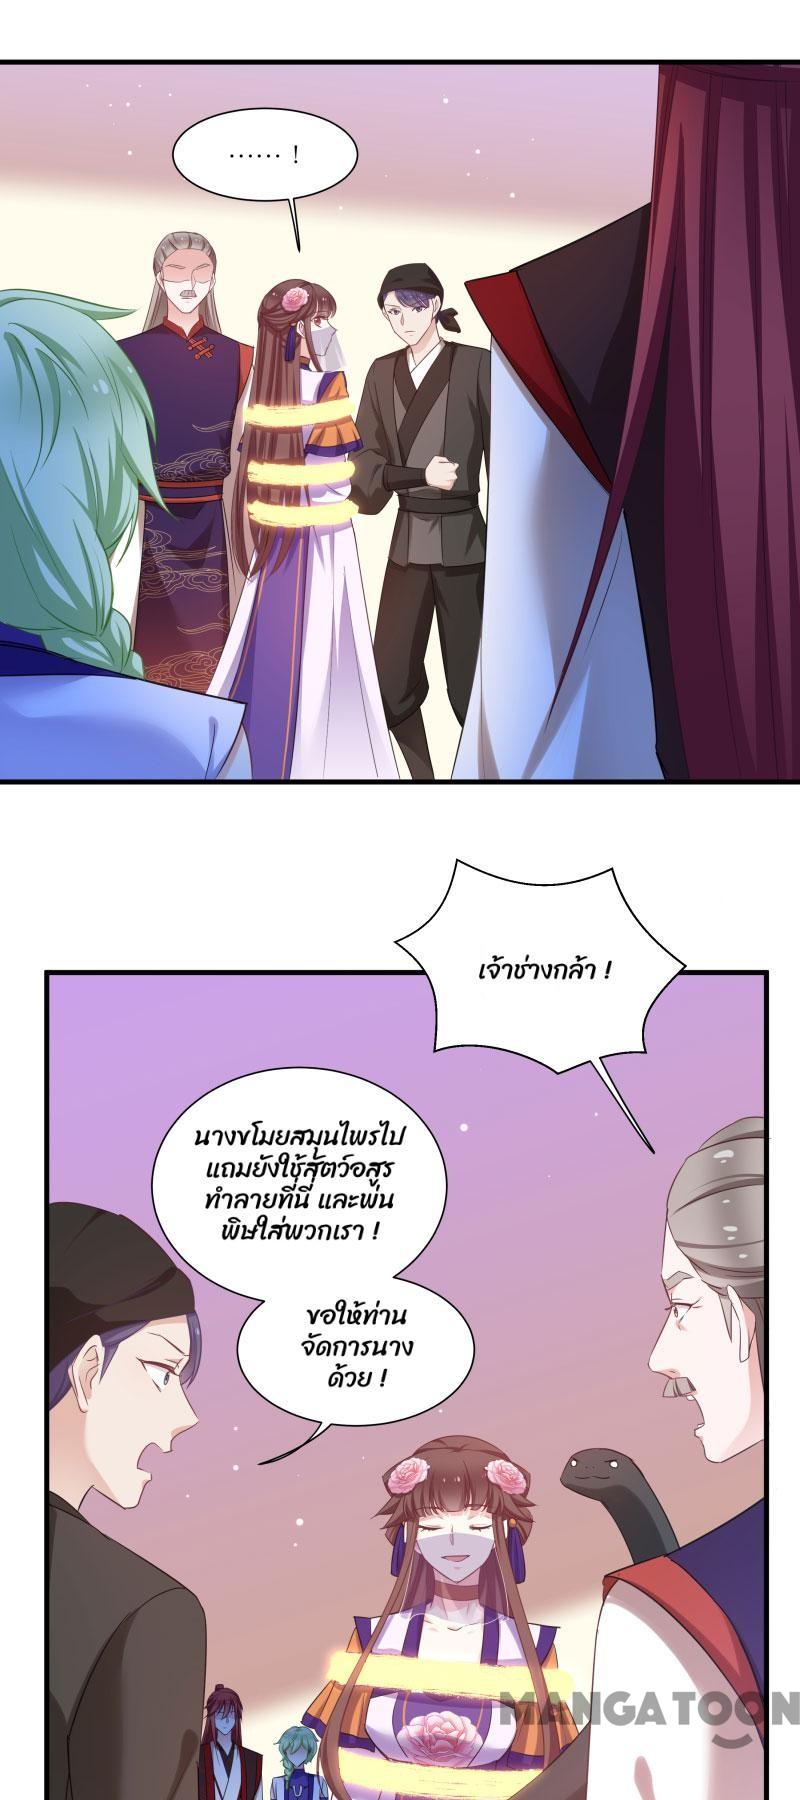 ...... !
เจ้าช่างกล้า !
นางขโมยสมุนไพรไป
แถมยังใช้สัตว์อสูร
ทำลายที่นี่ และพ่น
พิษใส่พวกเรา !
ขอให้ท่าน
จัดการนาง
ด้วย !
MANGATOON